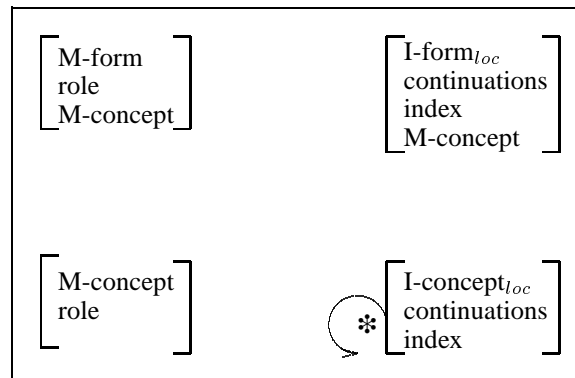 M-form
role
M-concept
I-form_loc
continuations
index
M-concept
M-concept
role
I-concept_loc
continuations
index